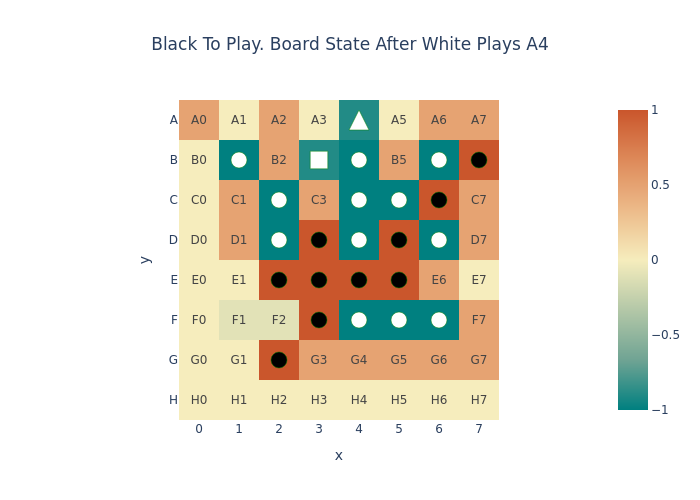 Black To Play. Board State After White Plays A4
A A0 A1 A2 A3 A5 A6 A7
B B0 B2 B5
C C0 C1 C3 C7
D D0 D1 D7
E E0 E1 E6 E7
F F0 F1 F2 F7
G G0 G1 G3 G4 G5 G6 G7
H H0 H1 H2 H3 H4 H5 H6 H7
0 1 2 3 4 5 6 7
x
y
1
0.5
0
−0.5
−1